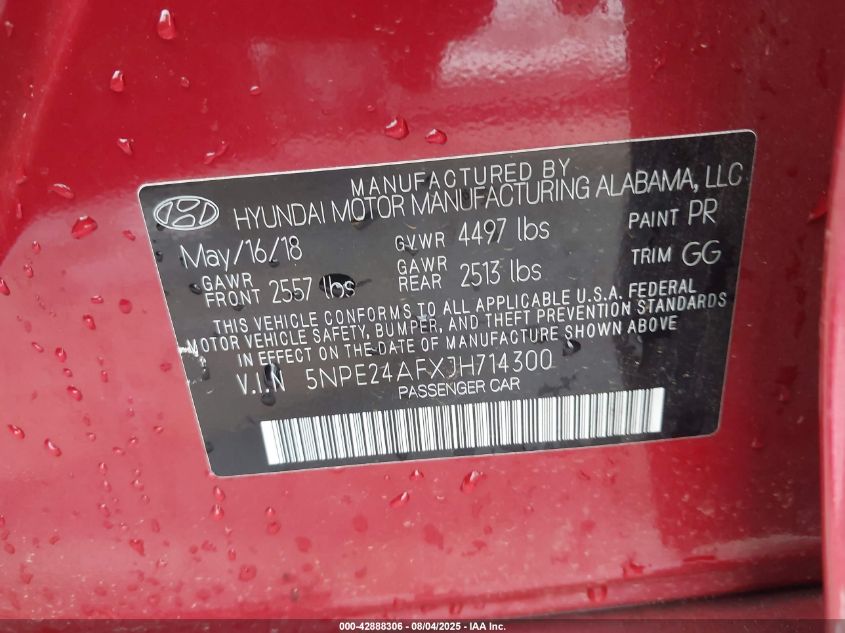 MANUFACTURED BY
HYUNDAI MOTOR MANUFACTURING ALABAMA, LLC
May/16/18 GVWR 4497 lbs PAINT PR
GAWR FRONT 2557 lbs GAWR REAR 2513 lbs TRIM GG
THIS VEHICLE CONFORMS TO ALL APPLICABLE U.S.A. FEDERAL
MOTOR VEHICLE SAFETY, BUMPER, AND THEFT PREVENTION STANDARDS
IN EFFECT ON THE DATE OF MANUFACTURE SHOWN ABOVE
V.I.N 5NPE24AFXJH714300
PASSENGER CAR
000-42888306 - 08/04/2025 - IAA Inc.